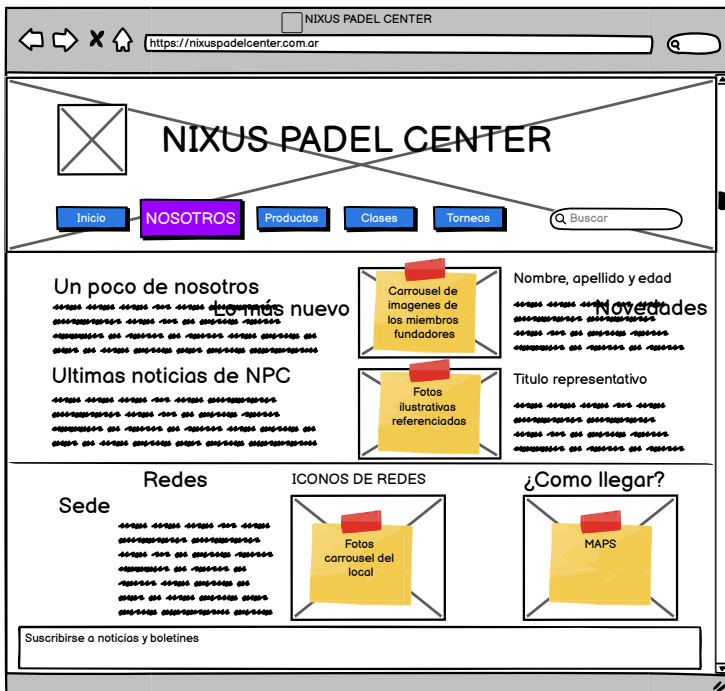 NIXUS PADEL CENTER
https://nixuspadelcenter.com.ar
NIXUS PADEL CENTER
Inicio
NOSOTROS
Productos
Clases
Torneos
Buscar
Un poco de nosotros
Lo más nuevo
Carrousel de
imagenes de
los miembros
fundadores
Nombre, apellido y edad
Novedades
Ultimas noticias de NPC
Fotos
ilustrativas
referenciadas
Titulo representativo
Redes
ICONOS DE REDES
¿Como llegar?
Sede
Fotos
carrousel del
local
MAPS
Suscribirse a noticias y boletines